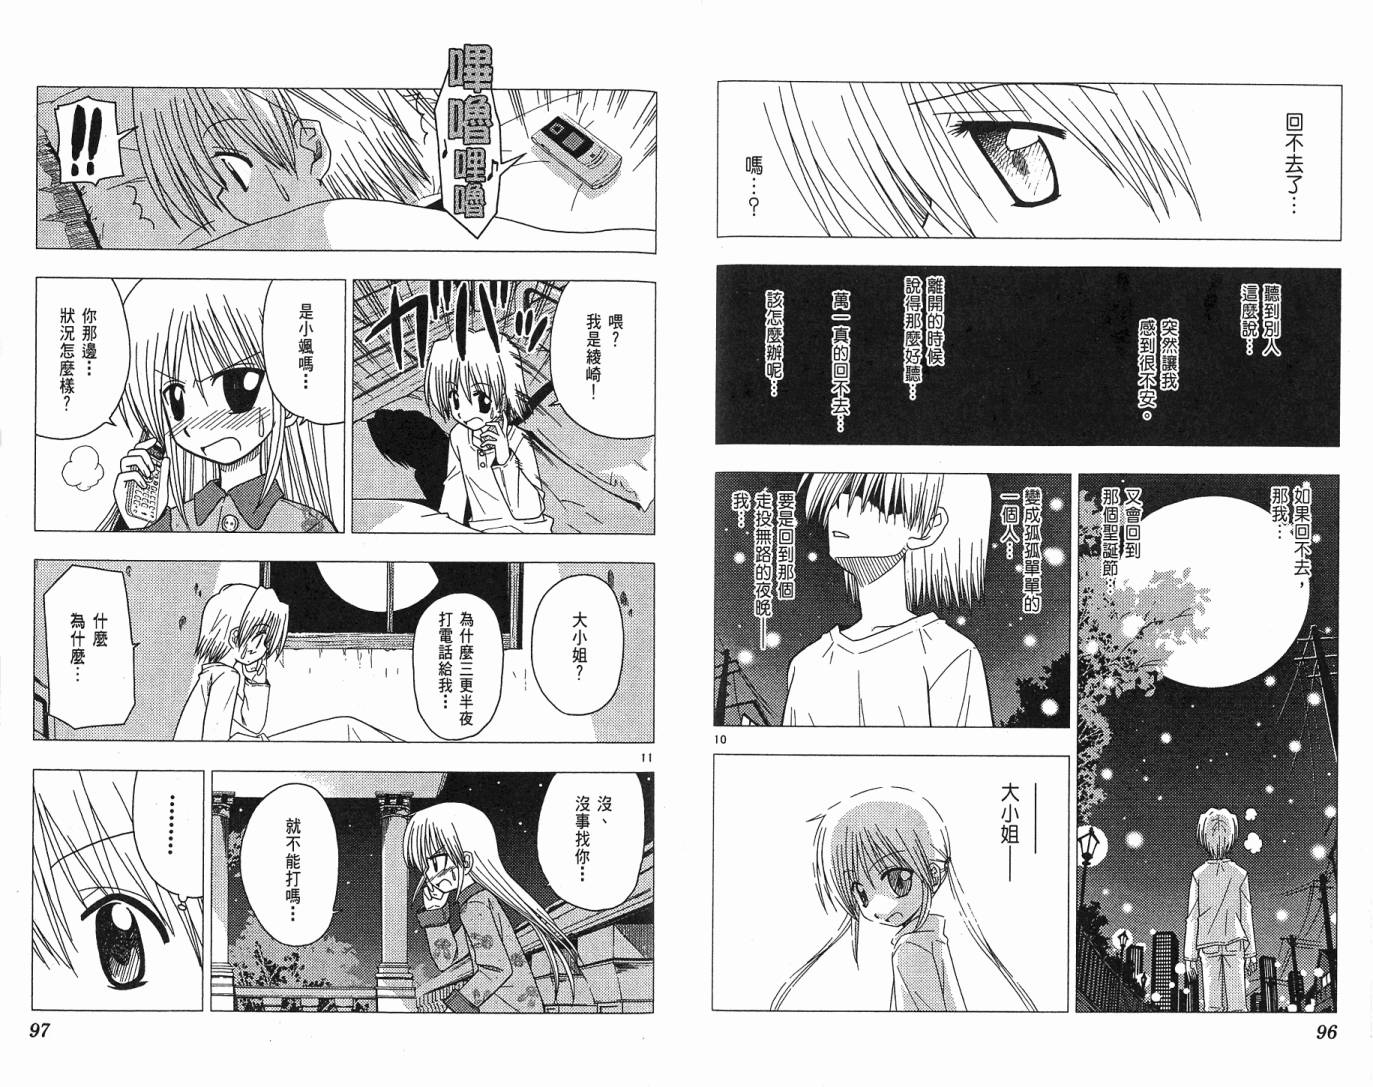 回不去了…
嗎…?
聽到別人
這麼說…
突然讓我
感到很不安。
離開的時候
說得那麼好聽…
萬一真的回不去…
該怎麼辦呢…
如果回不去,
那我…
又會回到
那個聖誕節…
變成孤孤單單的
一個人…
要是回到那個
走投無路的夜晚——
我…
10
——大小姐—
96
嗶嚕哩嚕♪
!!
喂?
我是綾崎!
ガバッ
是小颯嗎…
你那邊…
狀況怎麼樣?
大小姐?
為什麼三更半夜
打電話給我…
什麼
為什麼…
11
沒、
沒事找你…
就不能打嗎…
………
97